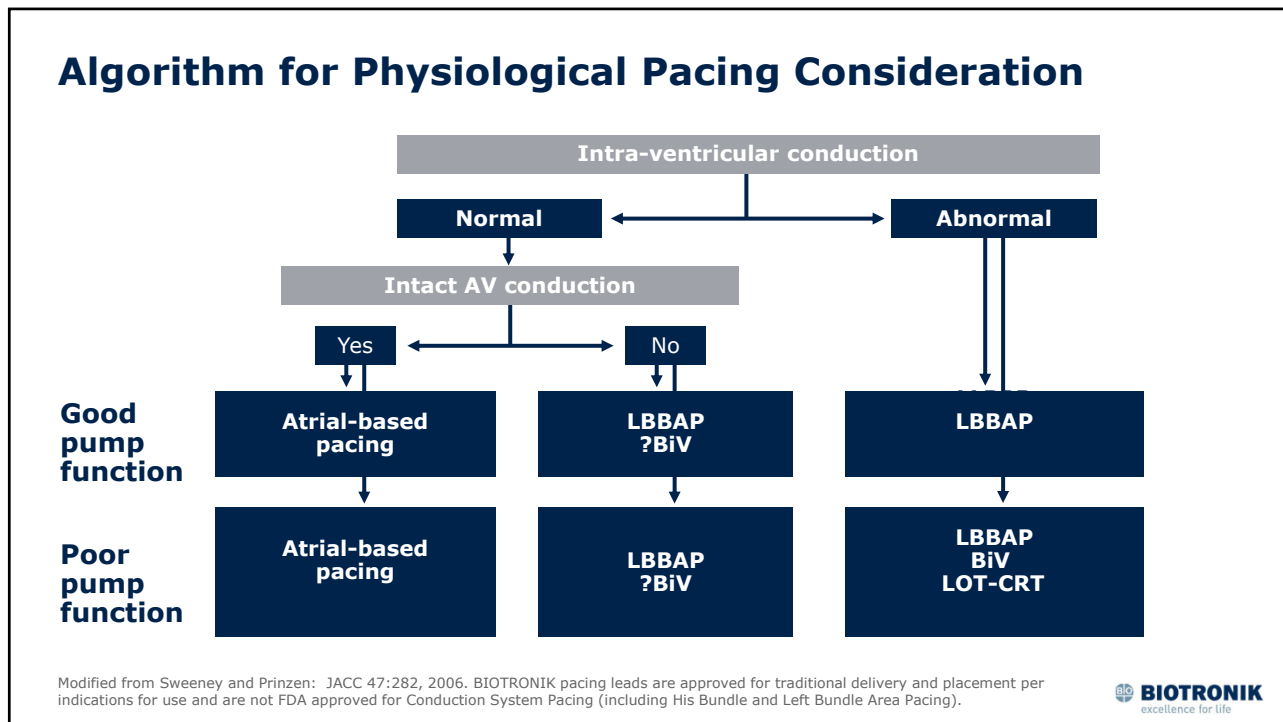 Algorithm for Physiological Pacing Consideration
Intra-ventricular conduction
Normal
Abnormal
Intact AV conduction
Yes
No
Good
pump
function
Atrial-based
pacing
LBBAP
?BiV
LBBAP
Poor
pump
function
Atrial-based
pacing
LBBAP
?BiV
LBBAP
BiV
LOT-CRT
Modified from Sweeney and Prinzen: JACC 47:282, 2006. BIOTRONIK pacing leads are approved for traditional delivery and placement per
indications for use and are not FDA approved for Conduction System Pacing (including His Bundle and Left Bundle Area Pacing).
BIO BIOTRONIK
excellence for life